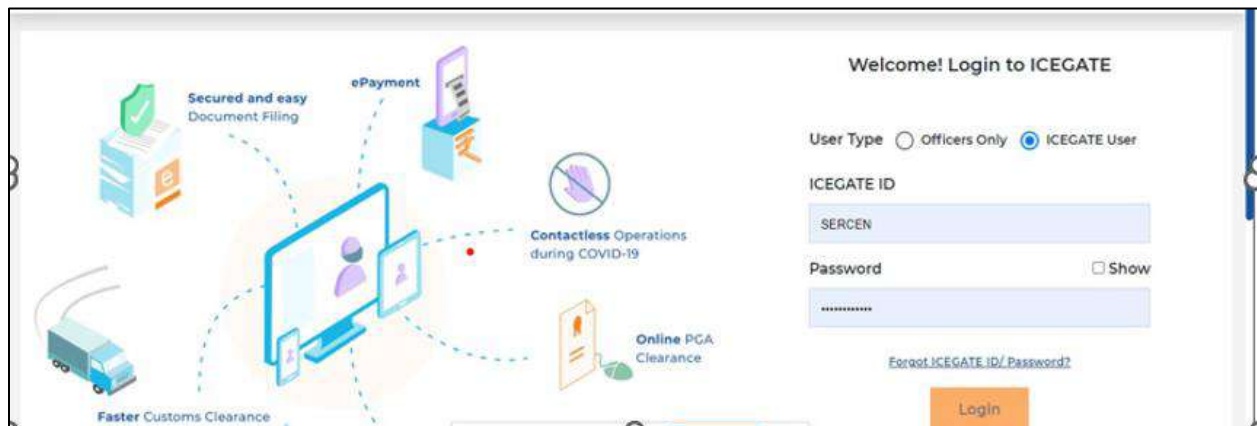 Secured and easy
Document Filing
ePayment
Contactless Operations
during COVID-19
Online PGA
Clearance
Faster Customs Clearance
e
₹
Welcome! Login to ICEGATE
User Type Officers Only ICEGATE User
ICEGATE ID
SERCEN
Password Show
••••••••••••
Forgot ICEGATE ID/ Password?
Login